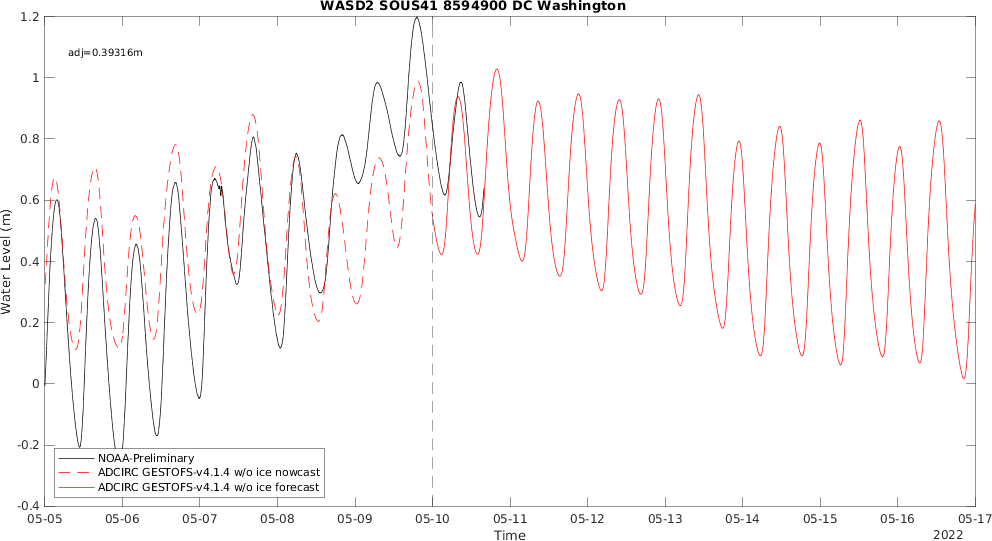 WASD2 SOUS41 8594900 DC Washington
adj=0.39316m
Water Level (m)
1.2
1
0.8
0.6
0.4
0.2
0
-0.2
-0.4
NOAA-Preliminary
ADCIRC GESTOFS-v4.1.4 w/o ice nowcast
ADCIRC GESTOFS-v4.1.4 w/o ice forecast
05-05 05-06 05-07 05-08 05-09 05-10 05-11 05-12 05-13 05-14 05-15 05-16 05-17
Time
2022